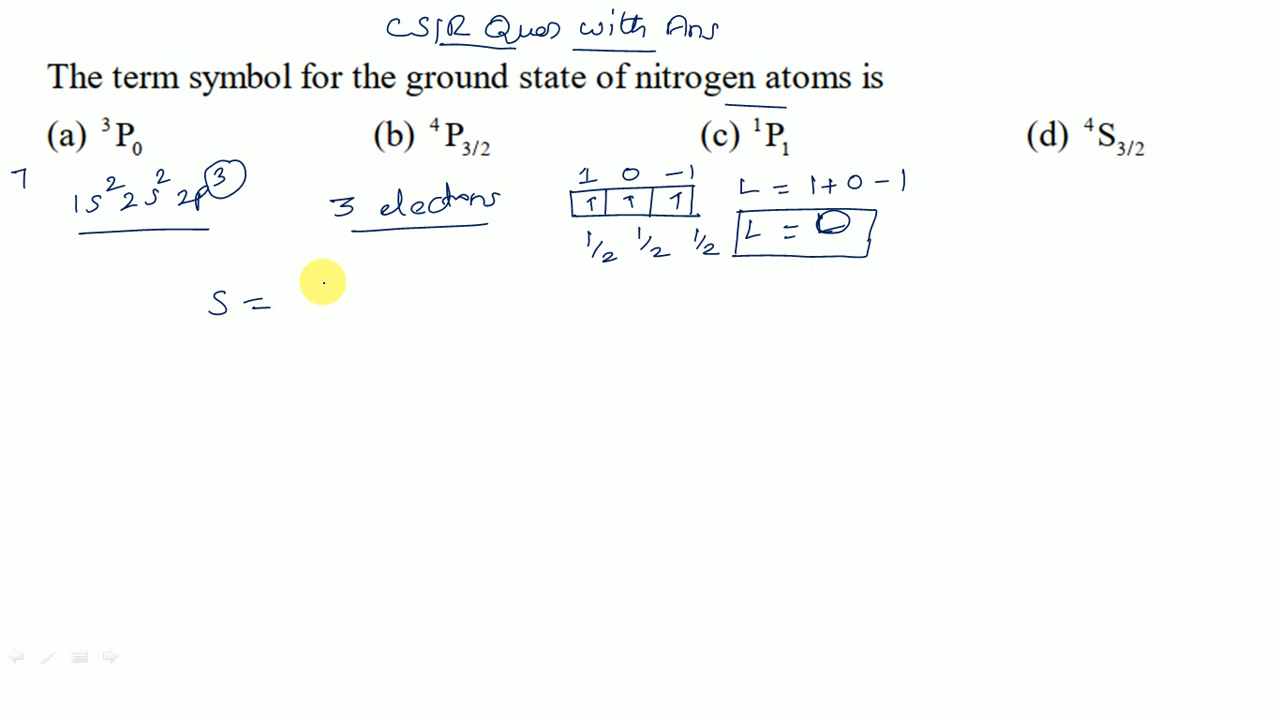 CSIR Ques with Ans
The term symbol for the ground state of nitrogen atoms is
(a) ³P₀ (b) ⁴P₃/₂ (c) ¹P₁ (d) ⁴S₃/₂
7 1s² 2s² 2p³ 3 electrons
1 0 -1
↑ ↑ ↑
1/2 1/2 1/2
L = 1+0-1
L = 0
S =